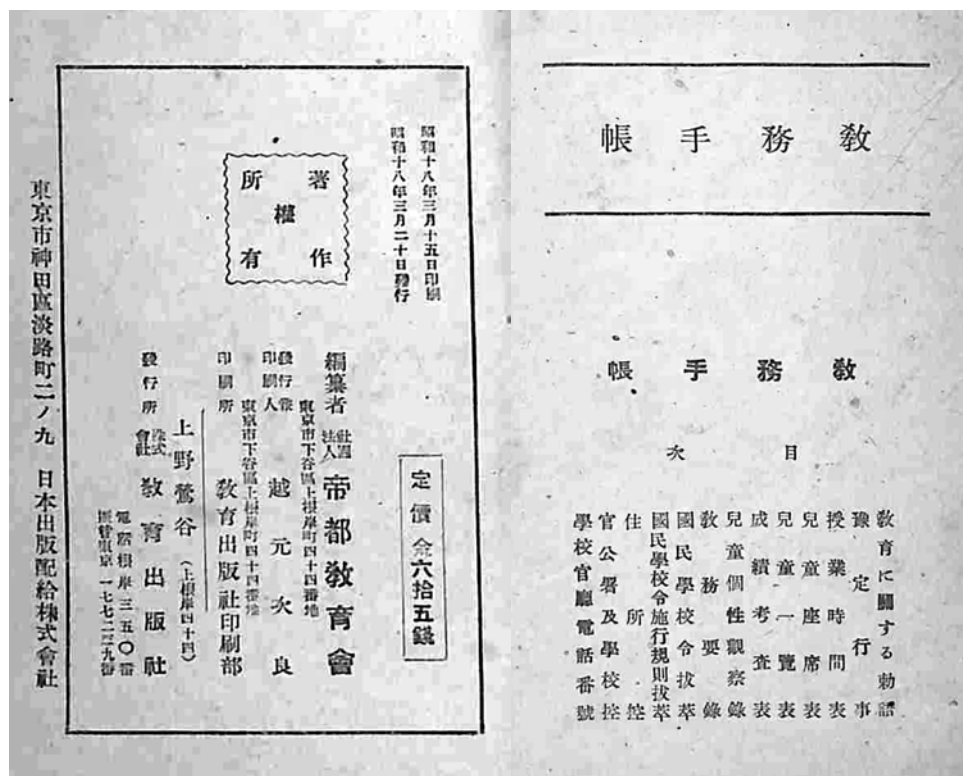 教務手帳
教務手帳
目次
教育に關する勅語
豫定行事
授業時間表
兒童座席表
兒童一覽表
成績考査表
兒童個性觀察錄
教務要錄
國民學校令拔萃
國民學校令施行規則拔萃
住所控
官公署及學校控
學校官廳電話番號
昭和十八年三月十五日印刷
昭和十八年三月二十日發行
著作權所有
定價金六拾五錢
編纂者 社團法人 帝都教育會
東京市下谷區上根岸町四十四番地
發行兼印刷人 越元次良
東京市下谷區上根岸町四十四番地
印刷所 教育出版社印刷部
上野鶯谷(上根岸四十四)
發行所 株式會社 教育出版社
電話根岸三五〇番
振替東京一七七二二九番
東京市神田區淡路町二ノ九 日本出版配給株式會社